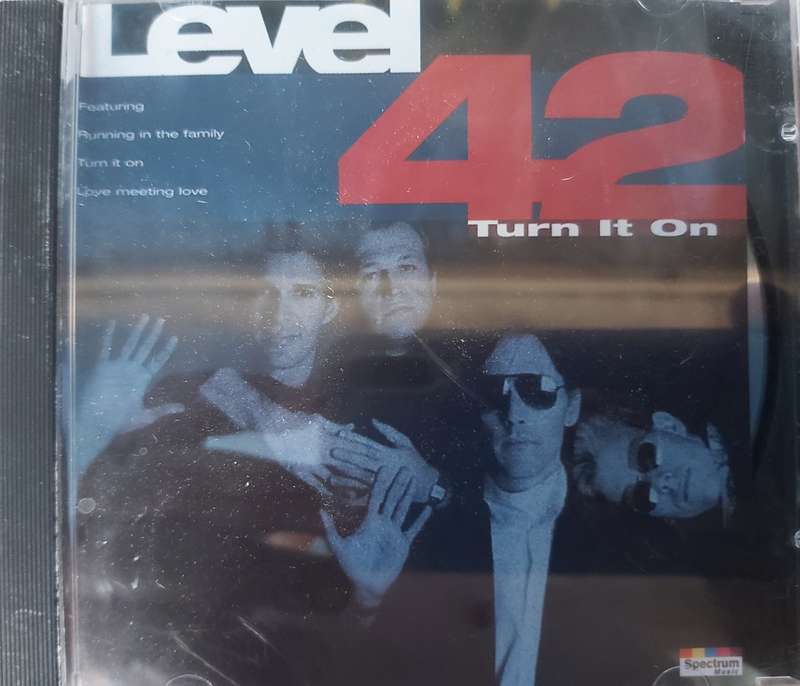 Level
42
Turn It On
Featuring
Running in the family
Turn it on
Love meeting love
Spectrum
Music